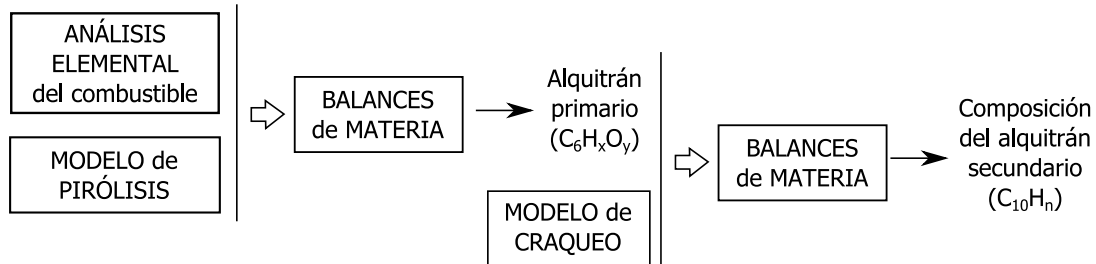 ANÁLISIS
ELEMENTAL
del combustible
MODELO de
PIRÓLISIS
BALANCES
de MATERIA
Alquitrán
primario
(C₆HₓOᵧ)
MODELO de
CRAQUEO
BALANCES
de MATERIA
Composición
del alquitrán
secundario
(C₁₀Hₙ)